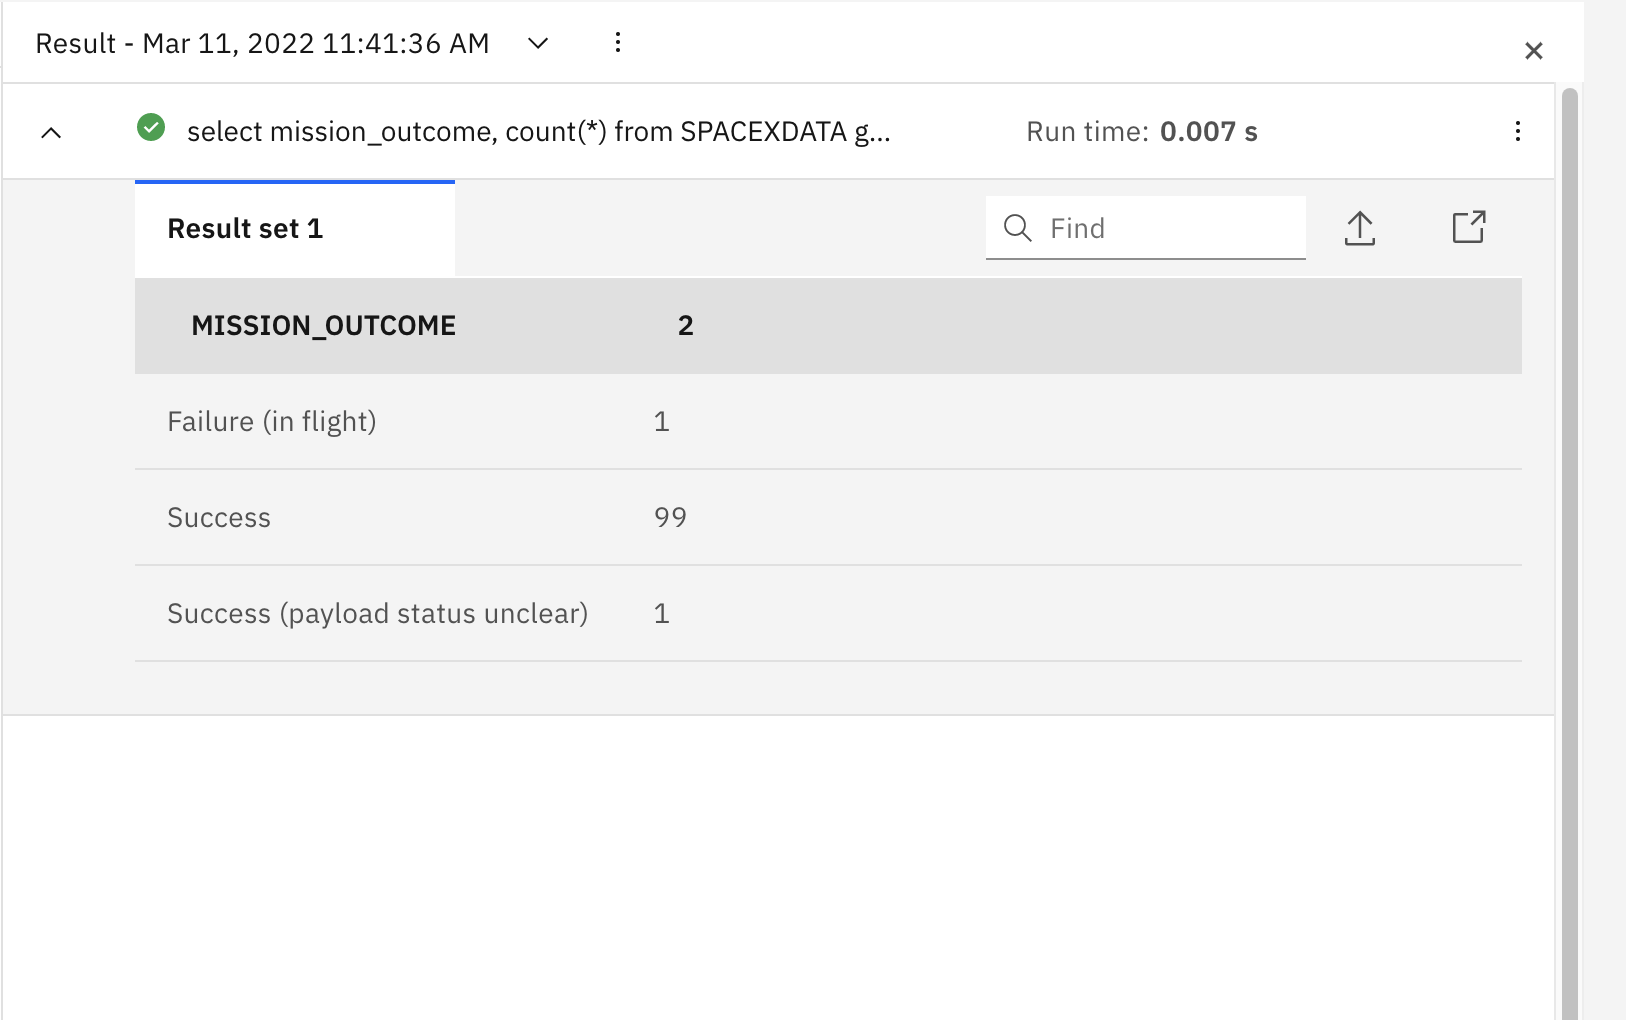 Result - Mar 11, 2022 11:41:36 AM
select mission_outcome, count(*) from SPACEXDATA g... Run time: 0.007 s
Result set 1 Find
MISSION_OUTCOME 2
Failure (in flight) 1
Success 99
Success (payload status unclear) 1